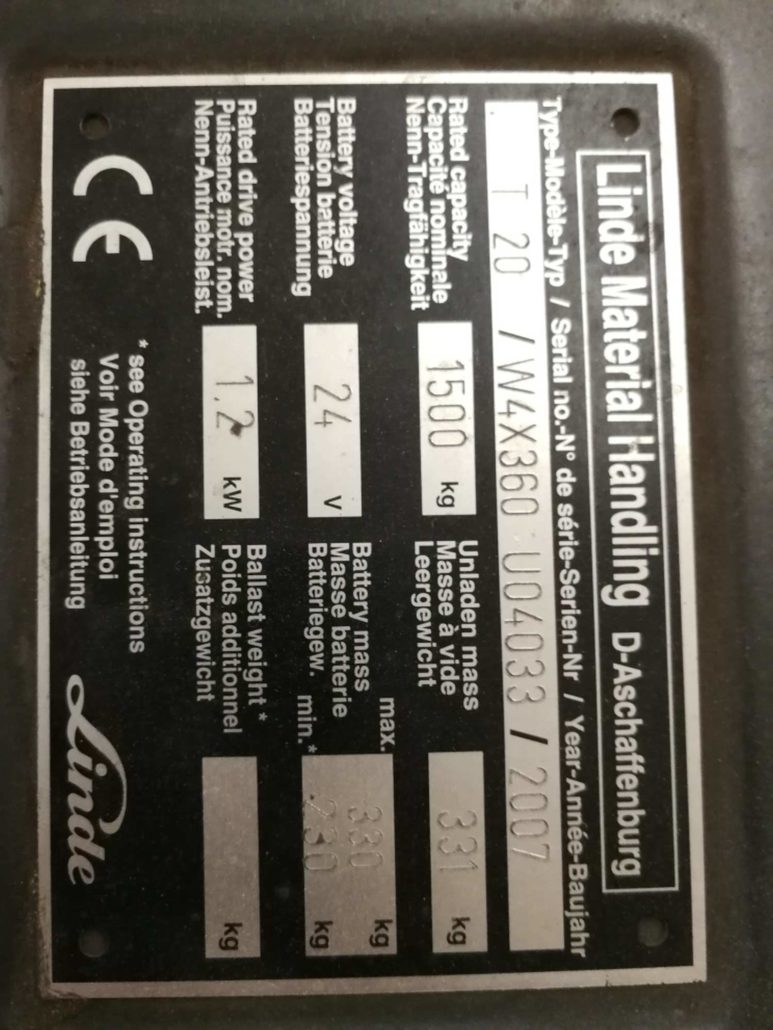 Linde Material Handling D-Aschaffenburg
Type-Modèle-Typ / Serial no.-N° de série-Serien-Nr / Year-Année-Baujahr
T 20 / W4X360 U04033 / 2007
Rated capacity
Capacité nominale
Nenn-Tragfähigkeit
1500 kg
Unladen mass
Masse à vide
Leergewicht
331 kg
Battery voltage
Tension batterie
Batteriespannung
24 V
Battery mass
Masse batterie
Batteriegew.
max. 330 kg
min.* 230 kg
Rated drive power
Puissance motr. nom.
Nenn-Antriebsleist.
1,2 kW
Ballast weight *
Poids additionnel
Zusatzgewicht
kg
CE
* see Operating instructions
Voir Mode d'emploi
siehe Betriebsanleitung
Linde